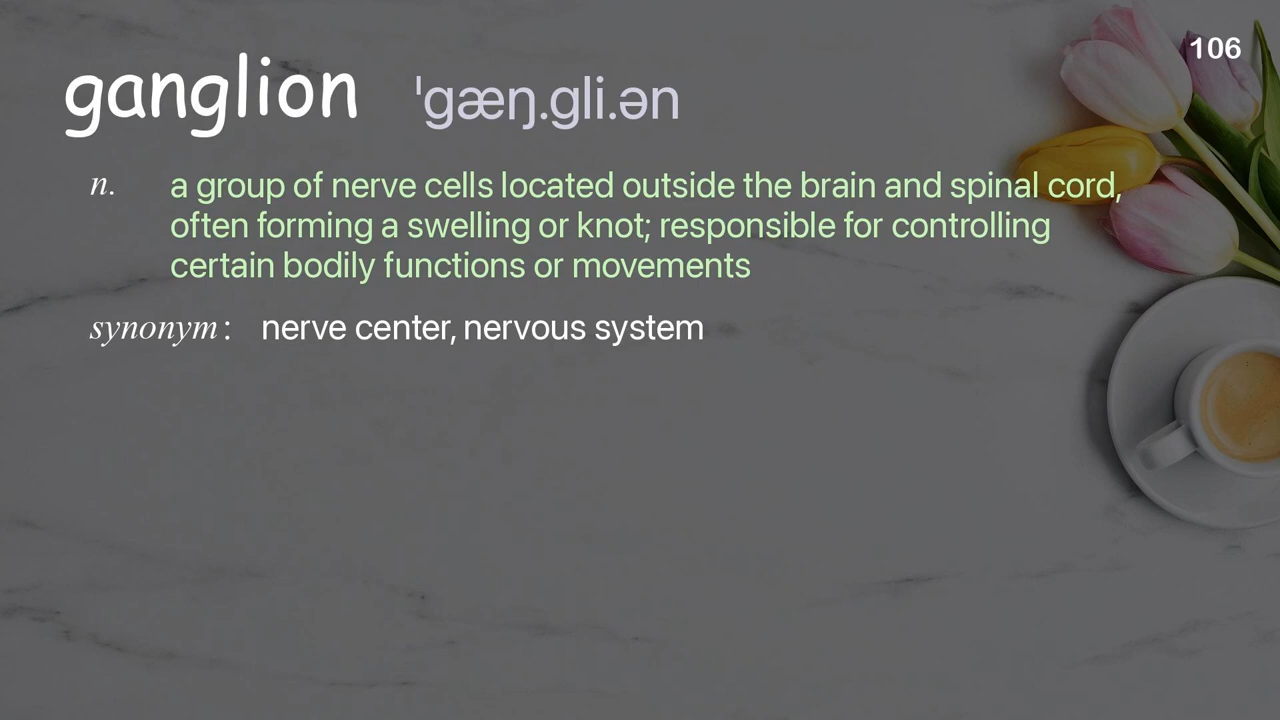 106
ganglion ˈgæŋ.gli.ən
n. a group of nerve cells located outside the brain and spinal cord,
often forming a swelling or knot; responsible for controlling
certain bodily functions or movements
synonym: nerve center, nervous system